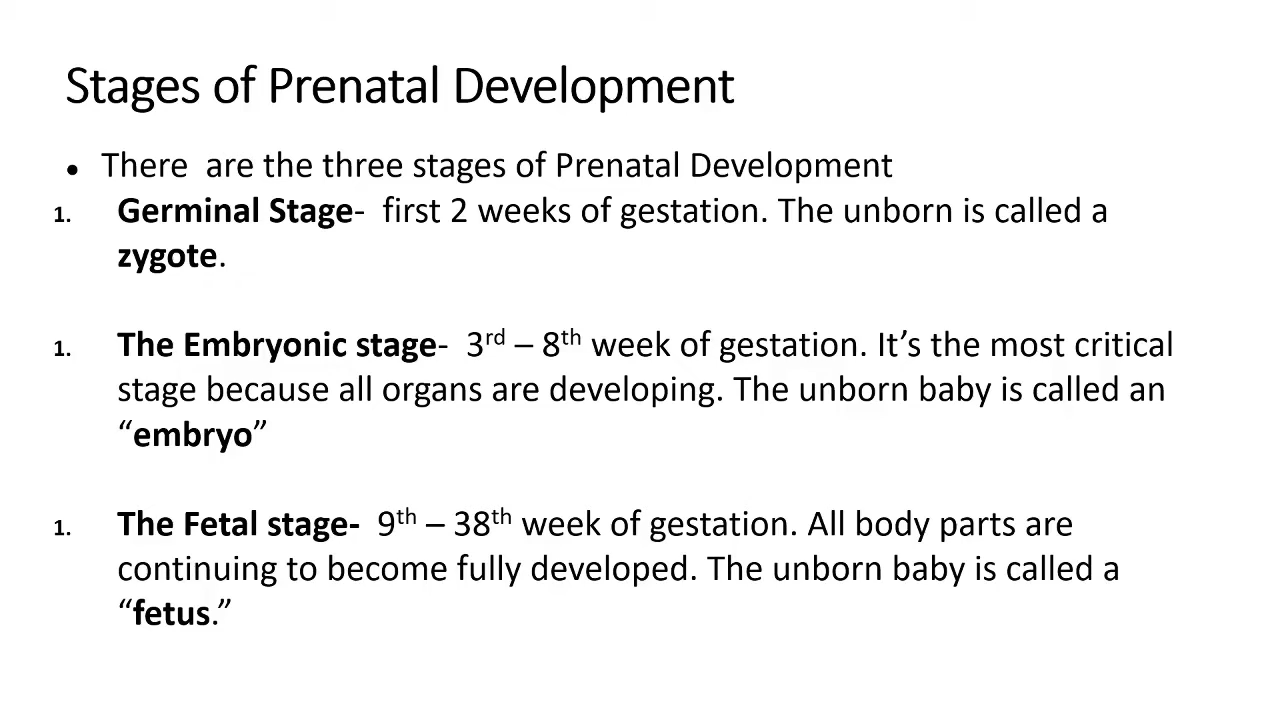 Stages of Prenatal Development
• There  are the three stages of Prenatal Development
1. Germinal Stage-  first 2 weeks of gestation. The unborn is called a
zygote.
1. The Embryonic stage-  3rd – 8th week of gestation. It’s the most critical
stage because all organs are developing. The unborn baby is called an
“embryo”
1. The Fetal stage-  9th – 38th week of gestation. All body parts are
continuing to become fully developed. The unborn baby is called a
“fetus.”